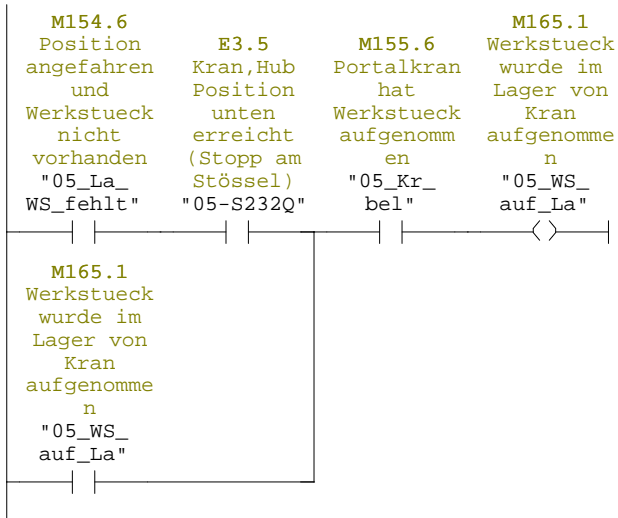 M154.6
Position
angefahren
und
Werkstueck
nicht
vorhanden
"05_La_
WS_fehlt"
E3.5
Kran,Hub
Position
unten
erreicht
(Stopp am
Stössel)
"05-S232Q"
M155.6
Portalkran
hat
Werkstueck
aufgenomm
en
"05_Kr_
bel"
M165.1
Werkstueck
wurde im
Lager von
Kran
aufgenomme
n
"05_WS_
auf_La"
M165.1
Werkstueck
wurde im
Lager von
Kran
aufgenomme
n
"05_WS_
auf_La"